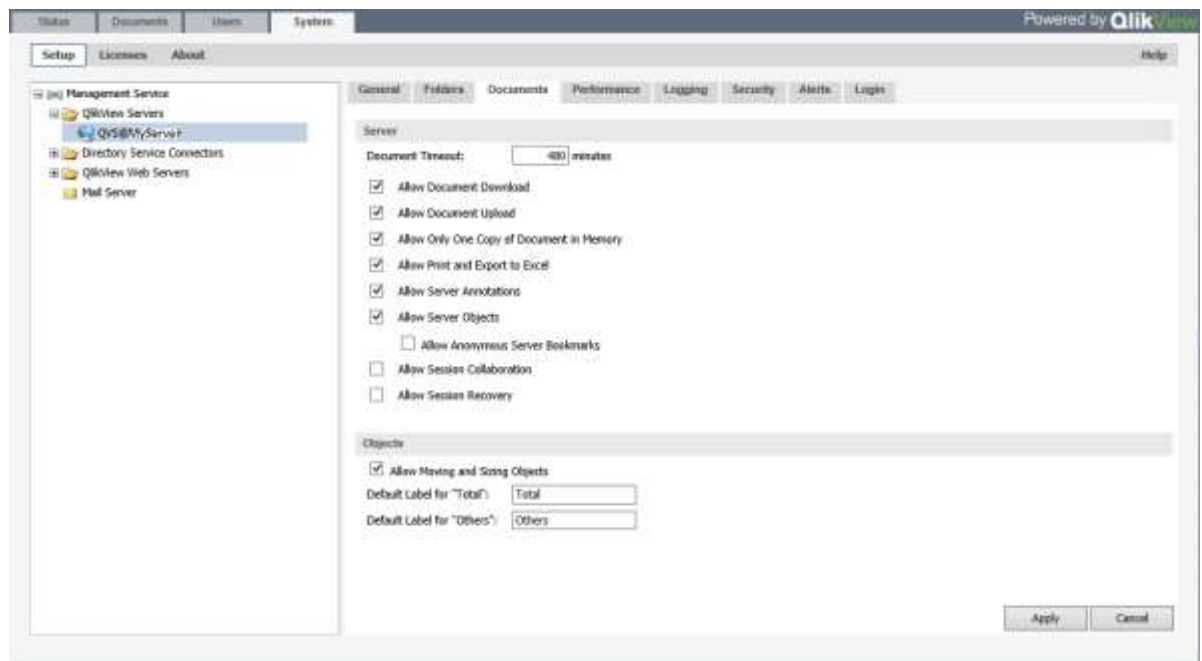 Status Documents Users System Powered by QlikView
Setup Licenses About Help
Management Service
QlikView Servers
QVS@MyServer
Directory Service Connectors
QlikView Web Servers
Mail Server
General Folders Documents Performance Logging Security Alerts Login
Server
Document Timeout: 480 minutes
Allow Document Download
Allow Document Upload
Allow Only One Copy of Document in Memory
Allow Print and Export to Excel
Allow Server Annotations
Allow Server Objects
Allow Anonymous Server Bookmarks
Allow Session Collaboration
Allow Session Recovery
Objects
Allow Moving and Sizing Objects
Default Label for "Total": Total
Default Label for "Others": Others
Apply Cancel